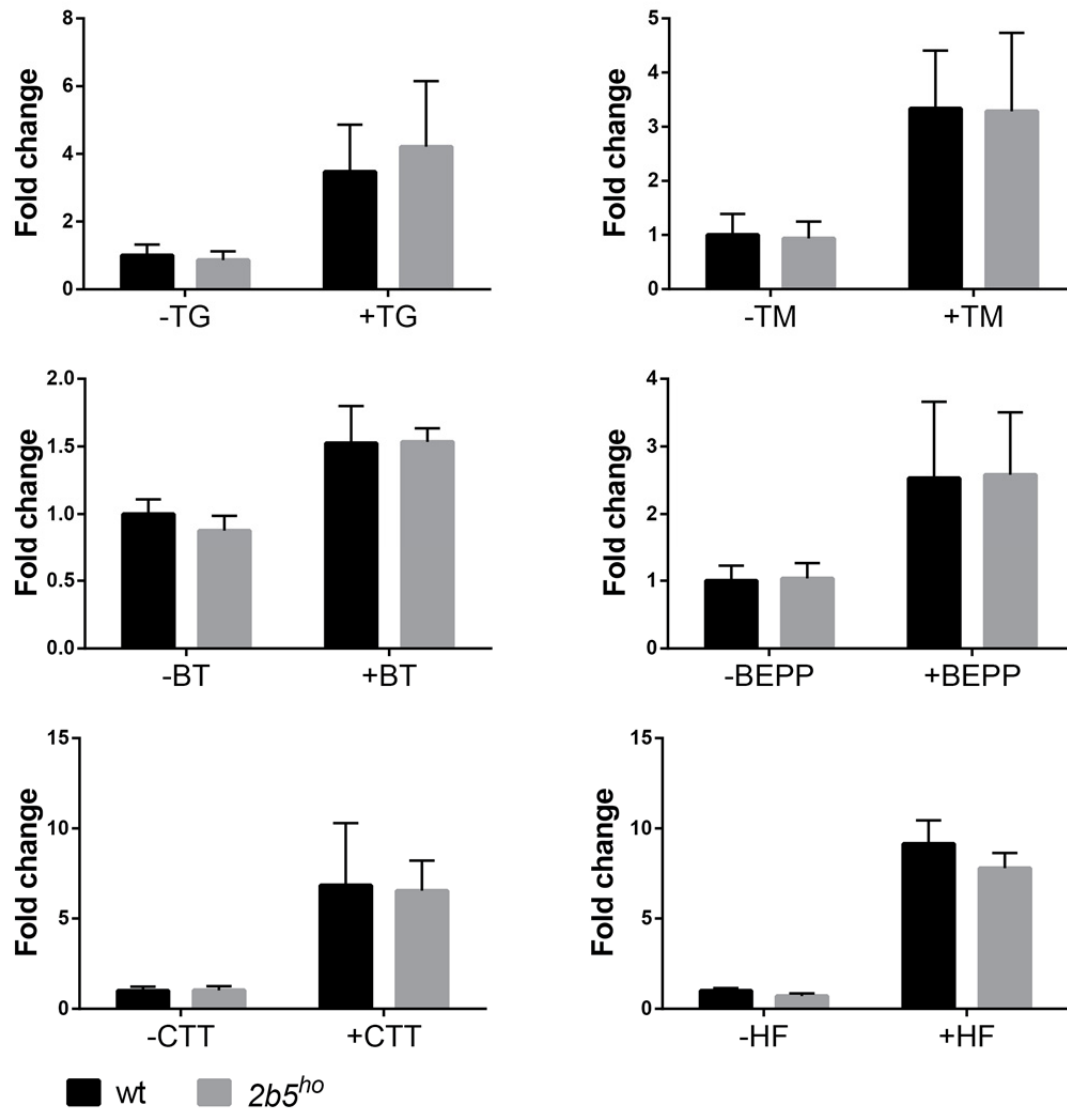 Fold change
8
6
4
2
0
-TG +TG
Fold change
5
4
3
2
1
0
-TM +TM
Fold change
2.0
1.5
1.0
0.5
0.0
-BT +BT
Fold change
4
3
2
1
0
-BEPP +BEPP
Fold change
15
10
5
0
-CTT +CTT
Fold change
15
10
5
0
-HF +HF
wt 2b5ho